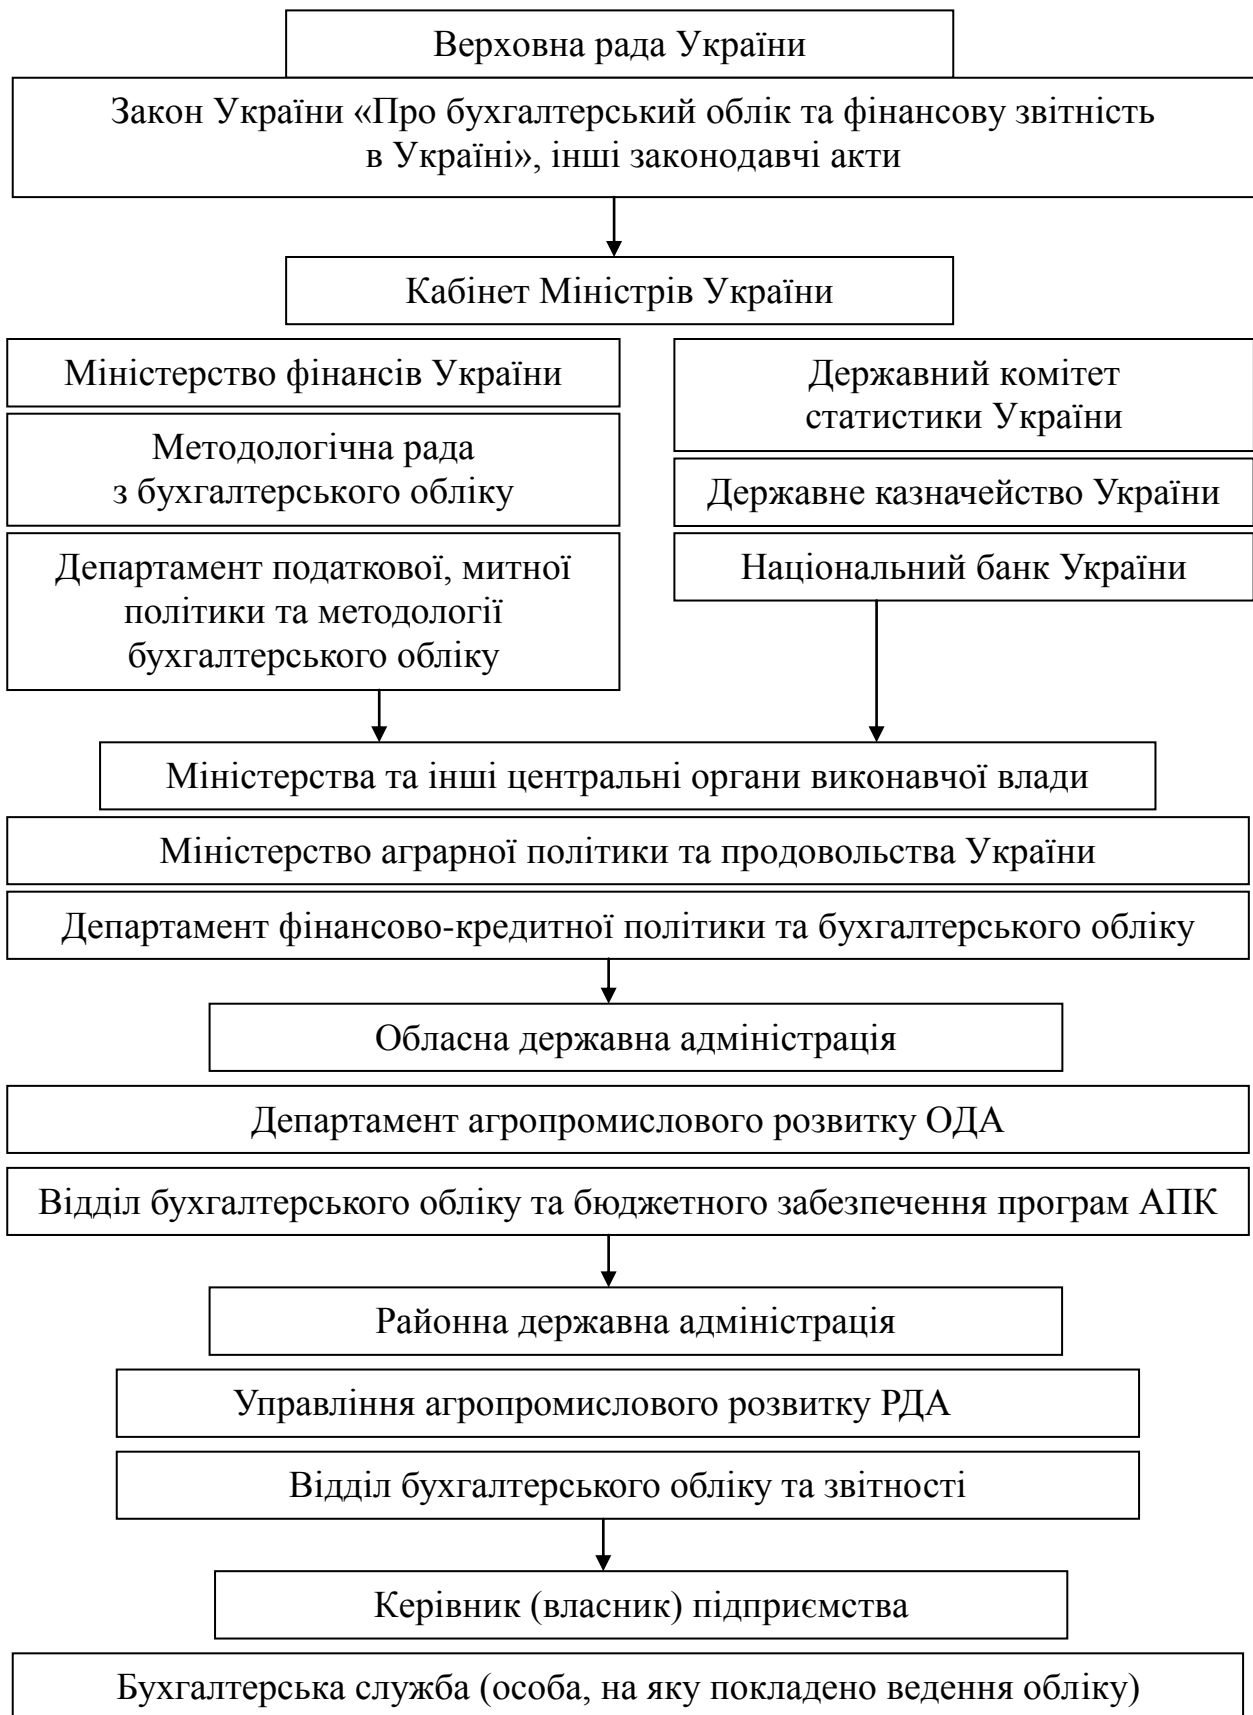 Верховна рада України
Закон України «Про бухгалтерський облік та фінансову звітність
в Україні», інші законодавчі акти
Кабінет Міністрів України
Міністерство фінансів України
Методологічна рада
з бухгалтерського обліку
Департамент податкової, митної
політики та методології
бухгалтерського обліку
Державний комітет
статистики України
Державне казначейство України
Національний банк України
Міністерства та інші центральні органи виконавчої влади
Міністерство аграрної політики та продовольства України
Департамент фінансово-кредитної політики та бухгалтерського обліку
Обласна державна адміністрація
Департамент агропромислового розвитку ОДА
Відділ бухгалтерського обліку та бюджетного забезпечення програм АПК
Районна державна адміністрація
Управління агропромислового розвитку РДА
Відділ бухгалтерського обліку та звітності
Керівник (власник) підприємства
Бухгалтерська служба (особа, на яку покладено ведення обліку)